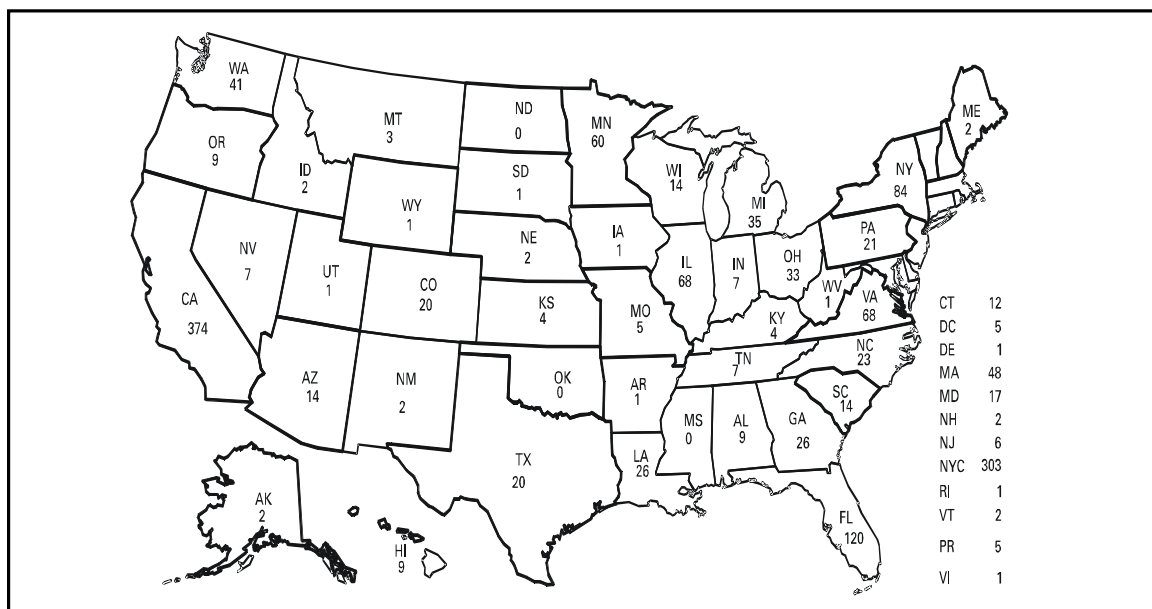 WA
41
MT
3
ND
0
MN
60
ME
2
OR
9
ID
2
SD
1
WI
14
NY
84
WY
1
MI
35
NV
7
NE
2
IA
1
PA
21
UT
1
CO
20
IL
68
IN
7
OH
33
WV
1
VA
68
CA
374
KS
4
MO
5
KY
4
NC
23
AZ
14
NM
2
OK
0
AR
1
TN
7
SC
14
MS
0
AL
9
GA
26
TX
20
LA
26
FL
120
AK
2
HI
9
CT 12
DC 5
DE 1
MA 48
MD 17
NH 2
NJ 6
NYC 303
RI 1
VT 2
PR 5
VI 1